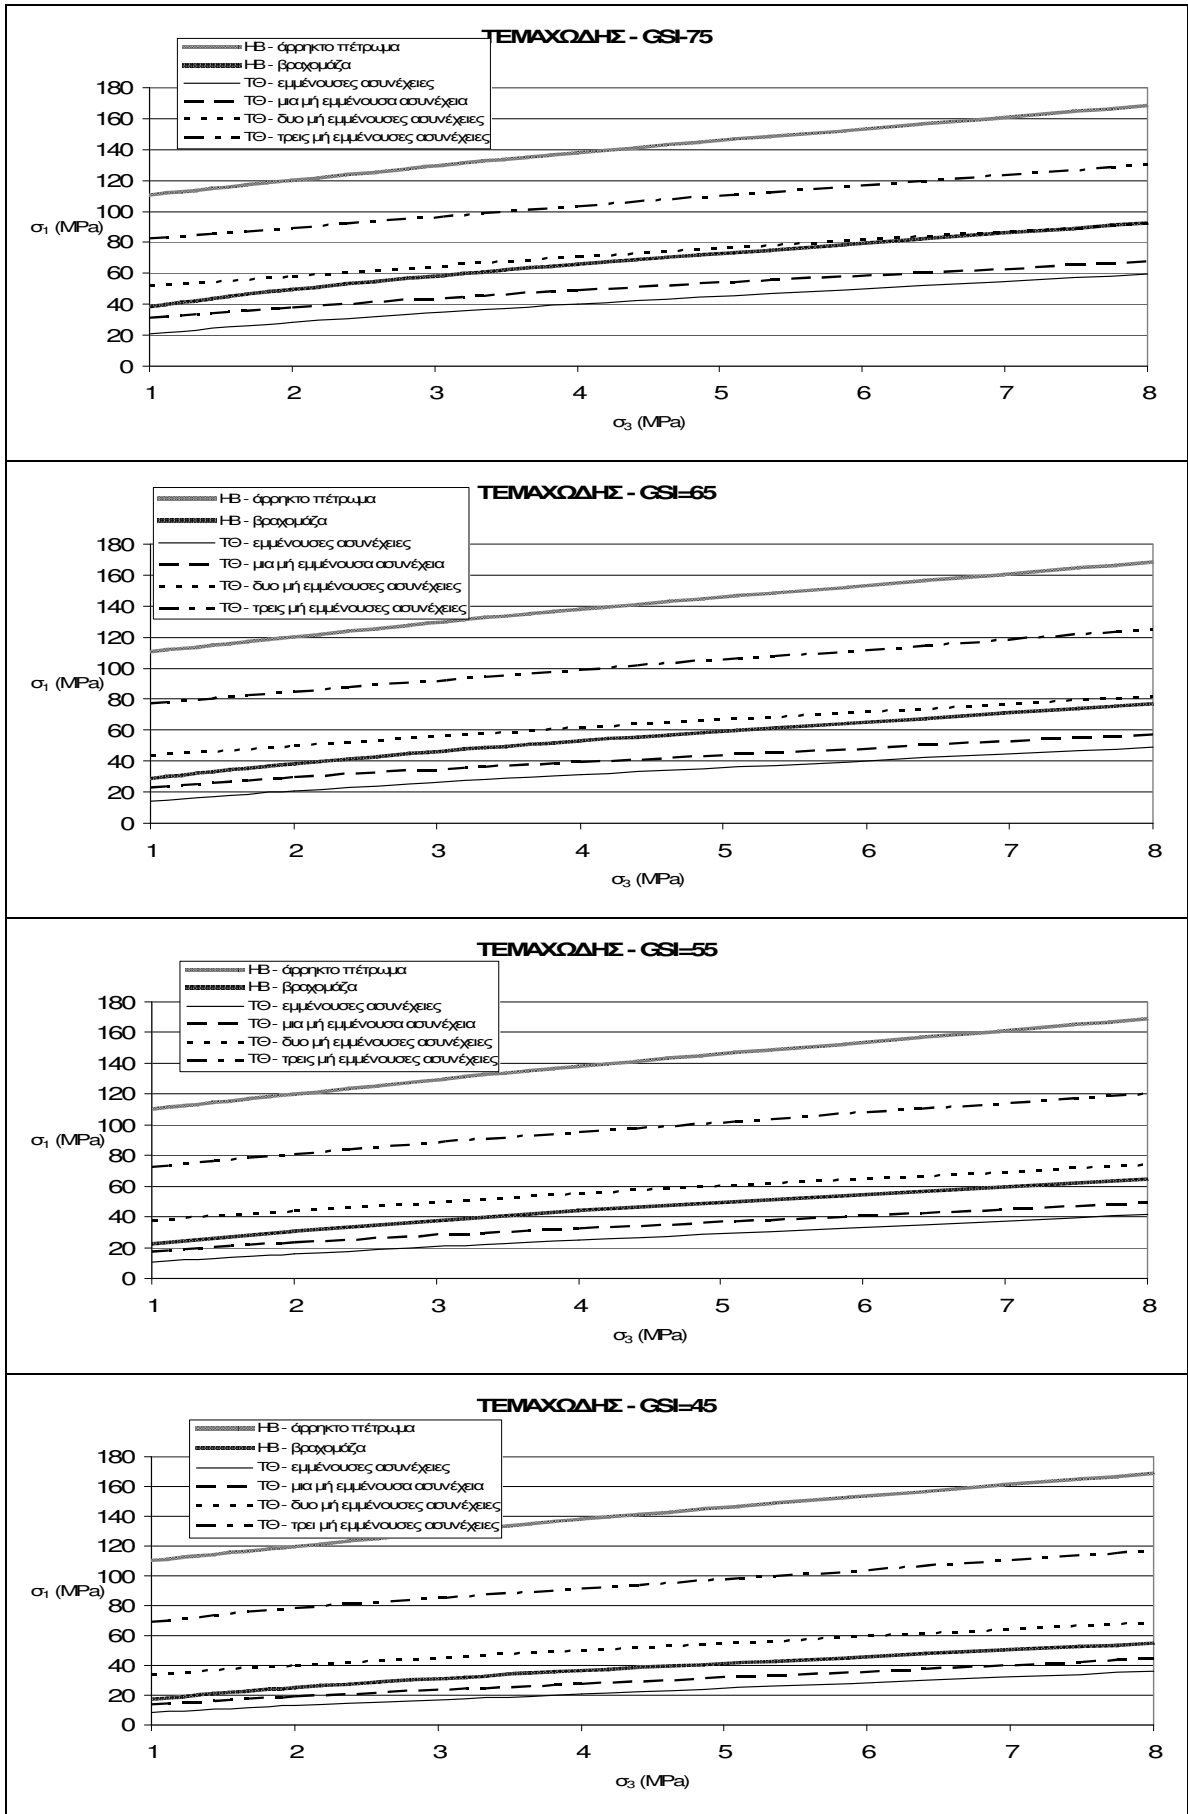 ΤΕΜΑΧΩΔΗΣ - GSI-75
HB - άρρηκτο πέτρωμα
HB - βραχομάζα
ΤΘ - εμμένουσες ασυνέχειες
ΤΘ - μια μή εμμένουσα ασυνέχεια
ΤΘ - δυο μή εμμένουσες ασυνέχειες
ΤΘ - τρεις μή εμμένουσες ασυνέχειες
180
160
140
120
100
80
60
40
20
0
σ1 (MPa)
1 2 3 4 5 6 7 8
σ3 (MPa)
ΤΕΜΑΧΩΔΗΣ - GSI=65
HB - άρρηκτο πέτρωμα
HB - βραχομάζα
ΤΘ - εμμένουσες ασυνέχειες
ΤΘ - μια μή εμμένουσα ασυνέχεια
ΤΘ - δυο μή εμμένουσες ασυνέχειες
ΤΘ - τρεις μή εμμένουσες ασυνέχειες
180
160
140
120
100
80
60
40
20
0
σ1 (MPa)
1 2 3 4 5 6 7 8
σ3 (MPa)
ΤΕΜΑΧΩΔΗΣ - GSI=55
HB - άρρηκτο πέτρωμα
HB - βραχομάζα
ΤΘ - εμμένουσες ασυνέχειες
ΤΘ - μια μή εμμένουσα ασυνέχεια
ΤΘ - δυο μή εμμένουσες ασυνέχειες
ΤΘ - τρεις μή εμμένουσες ασυνέχειες
180
160
140
120
100
80
60
40
20
0
σ1 (MPa)
1 2 3 4 5 6 7 8
σ3 (MPa)
ΤΕΜΑΧΩΔΗΣ - GSI=45
HB - άρρηκτο πέτρωμα
HB - βραχομάζα
ΤΘ - εμμένουσες ασυνέχειες
ΤΘ - μια μή εμμένουσα ασυνέχεια
ΤΘ - δυο μή εμμένουσες ασυνέχειες
ΤΘ - τρει μή εμμένουσες ασυνέχειες
180
160
140
120
100
80
60
40
20
0
σ1 (MPa)
1 2 3 4 5 6 7 8
σ3 (MPa)